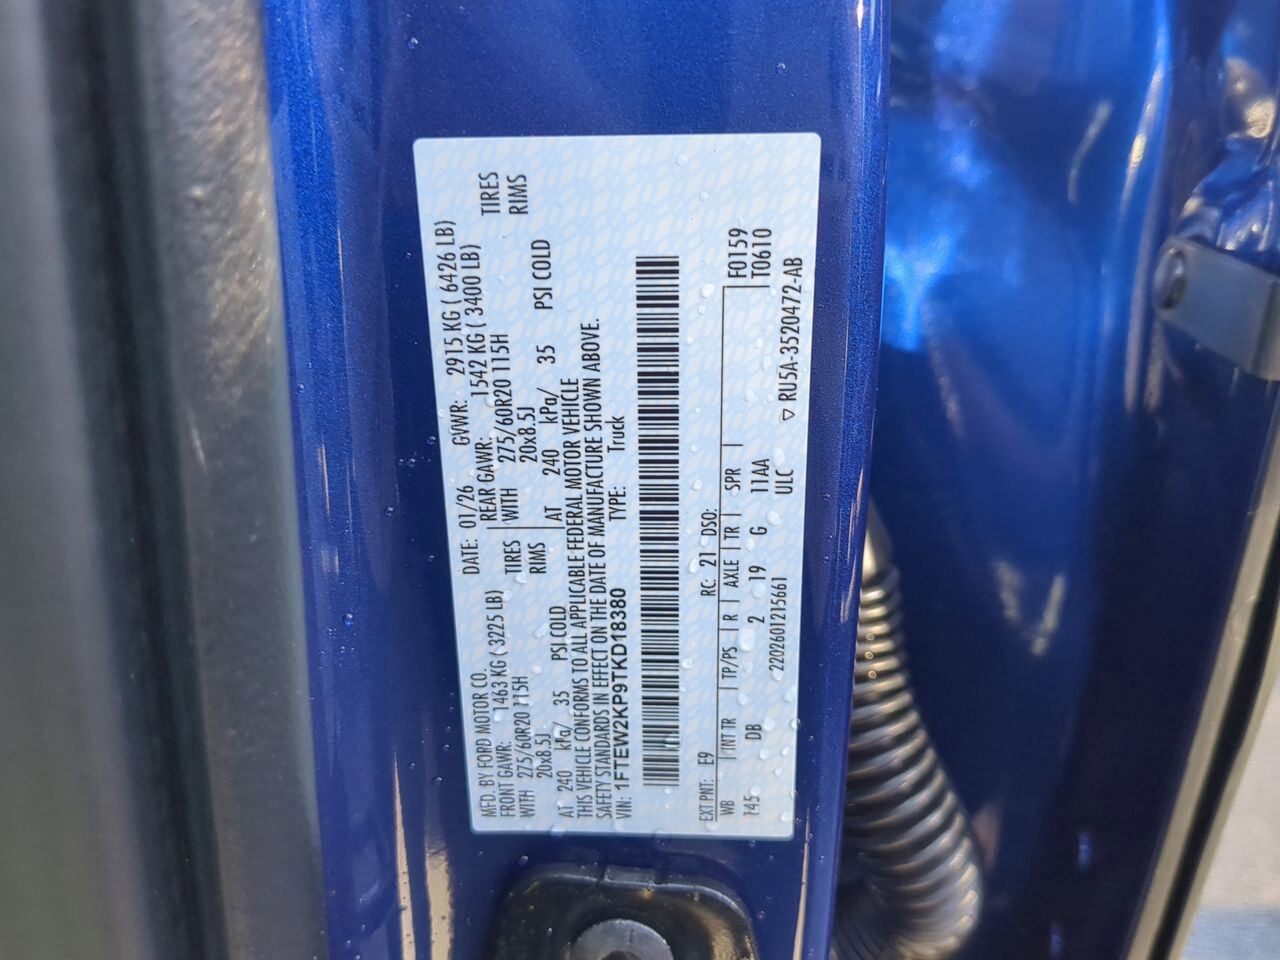 MFD. BY FORD MOTOR CO.
DATE: 01/26 GVWR: 2915 KG ( 6426 LB)
FRONT GAWR: 1463 KG ( 3225 LB) REAR GAWR: 1542 KG ( 3400 LB)
WITH 275/60R20 115H TIRES WITH 275/60R20 115H TIRES
20x8.5J RIMS 20x8.5J RIMS
AT 240 kPa/ 35 PSI COLD AT 240 kPa/ 35 PSI COLD
THIS VEHICLE CONFORMS TO ALL APPLICABLE FEDERAL MOTOR VEHICLE
SAFETY STANDARDS IN EFFECT ON THE DATE OF MANUFACTURE SHOWN ABOVE.
VIN: 1FTEW2KP9TKD18380 TYPE: Truck
EXT PNT: E9 RC: 21 DSO: F0159
WB INT TR TP/PS R AXLE TR SPR T0610
145 DB 2 19 G 11AA
2202601215661 ULC ▽ RU5A-3520472-AB